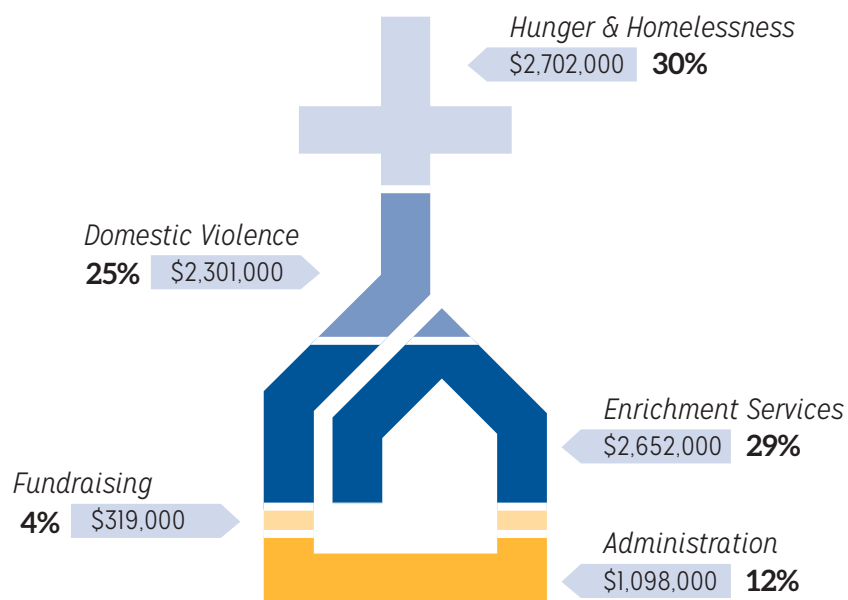 Hunger & Homelessness
$2,702,000 30%
Domestic Violence
25% $2,301,000
Enrichment Services
$2,652,000 29%
Fundraising
4% $319,000
Administration
$1,098,000 12%